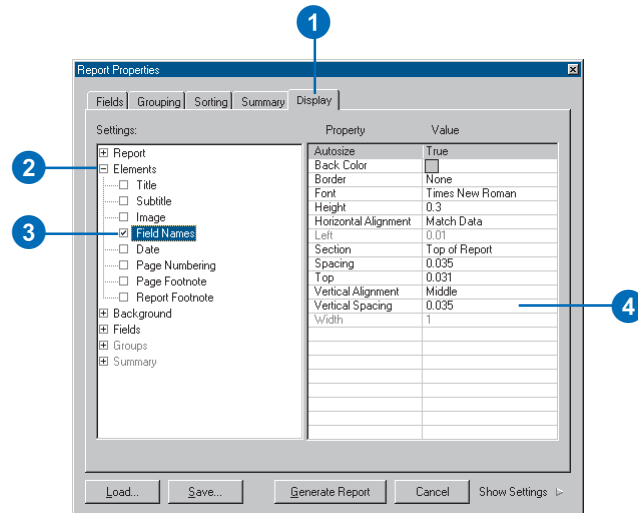 1
Report Properties
Fields Grouping Sorting Summary Display
Settings:
Property Value
Report
Elements
Title
Subtitle
Image
Field Names
Date
Page Numbering
Page Footnote
Report Footnote
Background
Fields
Groups
Summary
Autosize True
Back Color
Border None
Font Times New Roman
Height 0.3
Horizontal Alignment Match Data
Left 0.01
Section Top of Report
Spacing 0.035
Top 0.031
Vertical Alignment Middle
Vertical Spacing 0.035
Width 1
2
3
4
Load... Save... Generate Report Cancel Show Settings